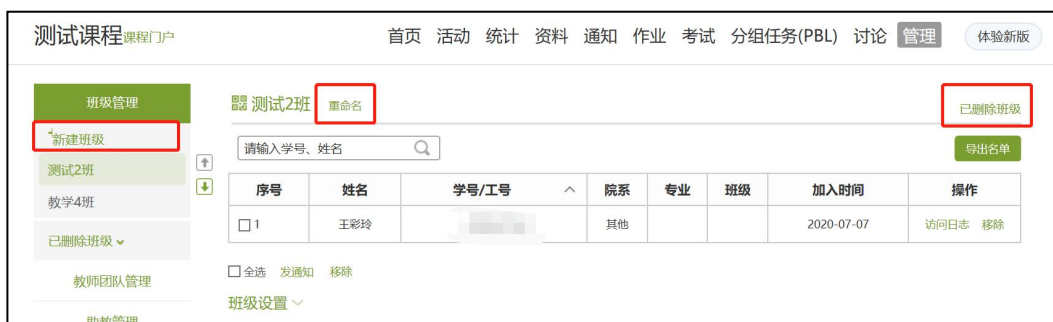 测试课程课程门户 首页 活动 统计 资料 通知 作业 考试 分组任务(PBL) 讨论 管理 体验新版
班级管理
+新建班级
测试2班
教学4班
已删除班级
教师团队管理
助教管理
测试2班 重命名 已删除班级
请输入学号、姓名 导出名单
序号 姓名 学号/工号 院系 专业 班级 加入时间 操作
1 王彩玲 其他 2020-07-07 访问日志 移除
全选 发通知 移除
班级设置